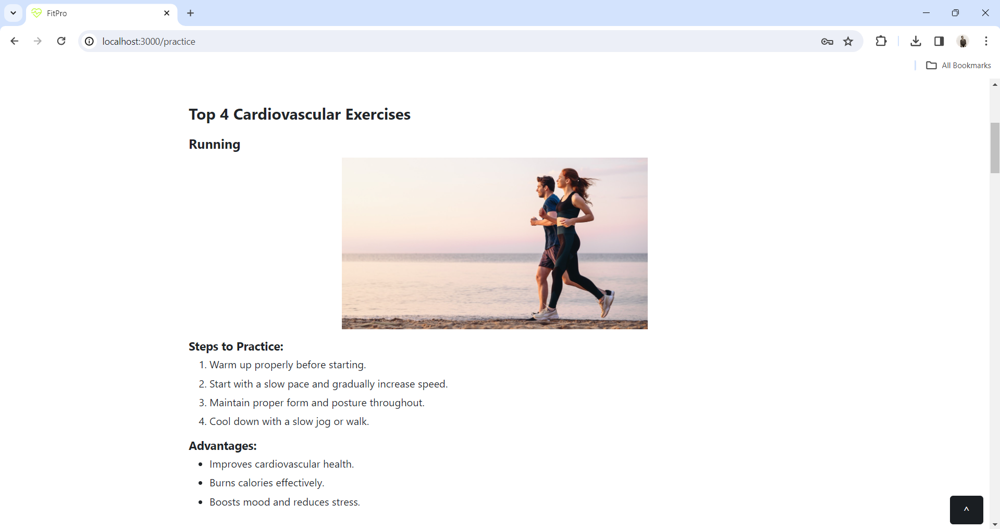 FitPro
localhost:3000/practice
All Bookmarks
Top 4 Cardiovascular Exercises
Running
Steps to Practice:
1. Warm up properly before starting.
2. Start with a slow pace and gradually increase speed.
3. Maintain proper form and posture throughout.
4. Cool down with a slow jog or walk.
Advantages:
• Improves cardiovascular health.
• Burns calories effectively.
• Boosts mood and reduces stress.
^